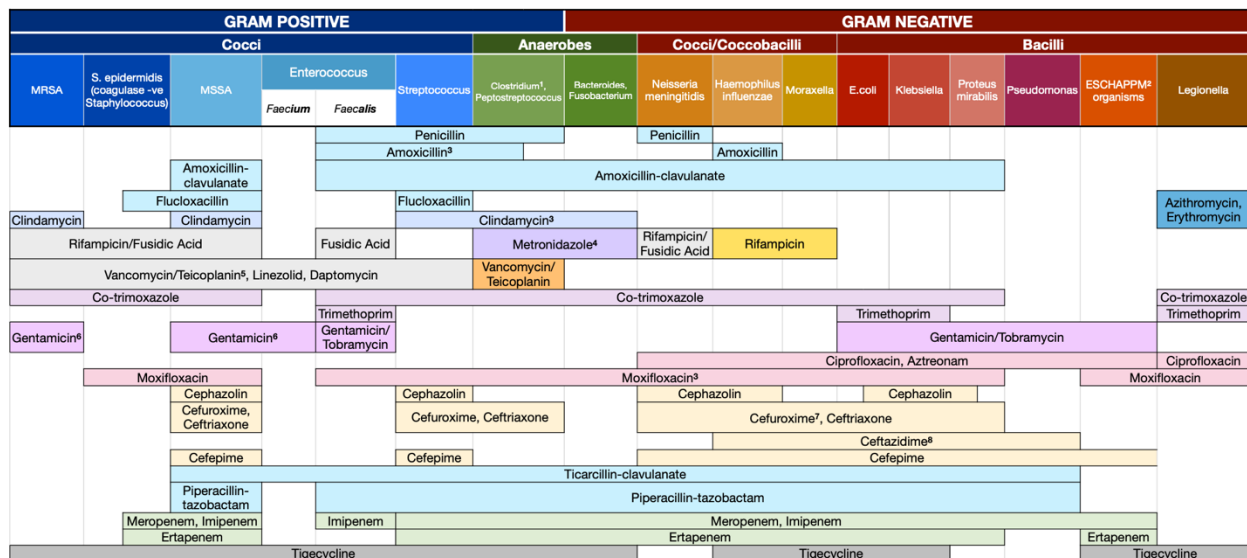 GRAM POSITIVE GRAM NEGATIVE
Cocci Anaerobes Cocci/Coccobacilli Bacilli
MRSA
S. epidermidis
(coagulase -ve
Staphylococcus)
MSSA
Enterococcus
Faecium Faecalis
Streptococcus
Clostridium¹,
Peptostreptococcus
Bacteroides,
Fusobacterium
Neisseria
meningitidis
Haemophilus
influenzae
Moraxella
E.coli
Klebsiella
Proteus
mirabilis
Pseudomonas
ESCHAPPM²
organisms
Legionella
Penicillin Penicillin
Amoxicillin³ Amoxicillin
Amoxicillin-
clavulanate
Amoxicillin-clavulanate
Flucloxacillin Flucloxacillin
Azithromycin,
Erythromycin
Clindamycin Clindamycin Clindamycin³
Rifampicin/Fusidic Acid Fusidic Acid Metronidazole⁴
Rifampicin/
Fusidic Acid
Rifampicin
Vancomycin/Teicoplanin⁵, Linezolid, Daptomycin
Vancomycin/
Teicoplanin
Co-trimoxazole Co-trimoxazole Co-trimoxazole
Trimethoprim Trimethoprim Trimethoprim
Gentamicin⁶ Gentamicin⁶
Gentamicin/
Tobramycin
Gentamicin/Tobramycin
Ciprofloxacin, Aztreonam Ciprofloxacin
Moxifloxacin Moxifloxacin³ Moxifloxacin
Cephazolin Cephazolin Cephazolin Cephazolin
Cefuroxime,
Ceftriaxone
Cefuroxime, Ceftriaxone Cefuroxime⁷, Ceftriaxone
Ceftazidime⁸
Cefepime Cefepime Cefepime
Ticarcillin-clavulanate
Piperacillin-
tazobactam
Piperacillin-tazobactam
Meropenem, Imipenem Imipenem Meropenem, Imipenem
Ertapenem Ertapenem Ertapenem
Tigecycline Tigecycline Tigecycline